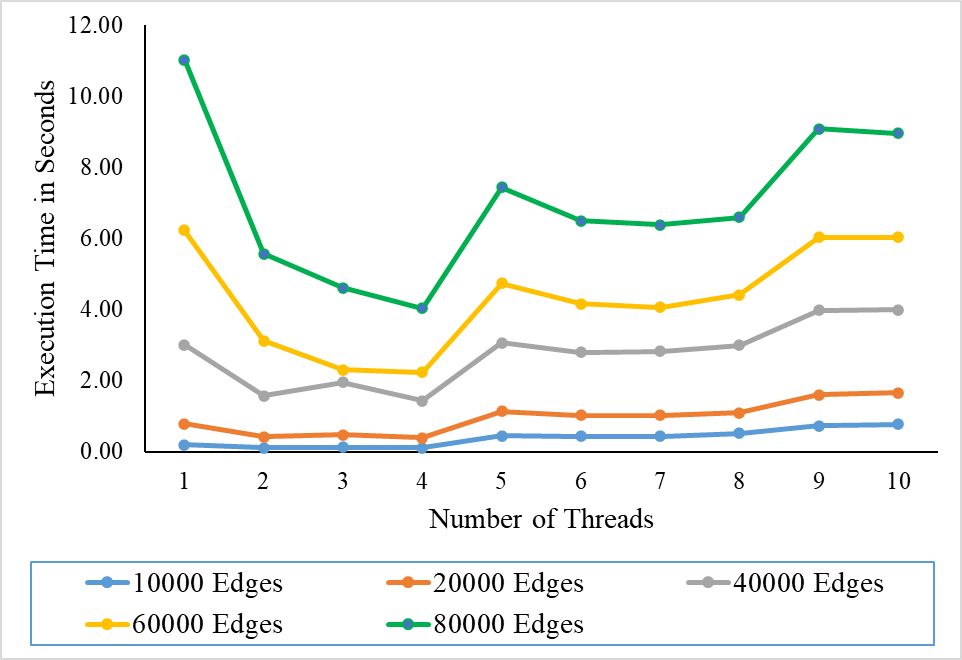 12.00
10.00
8.00
6.00
4.00
2.00
0.00
Execution Time in Seconds
1 2 3 4 5 6 7 8 9 10
Number of Threads
10000 Edges 20000 Edges 40000 Edges
60000 Edges 80000 Edges